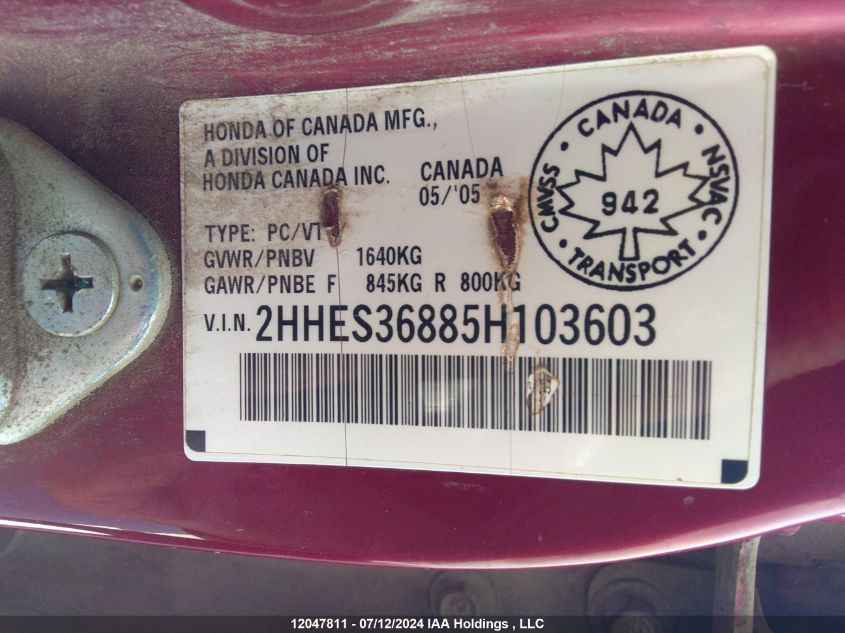 HONDA OF CANADA MFG.,
A DIVISION OF
HONDA CANADA INC. CANADA
05/'05
TYPE: PC/VT
GVWR/PNBV 1640KG
GAWR/PNBE F 845KG R 800KG
V.I.N. 2HHES36885H103603
CANADA
CMVSS 942 NSVAC
TRANSPORT
12047811 - 07/12/2024 IAA Holdings , LLC